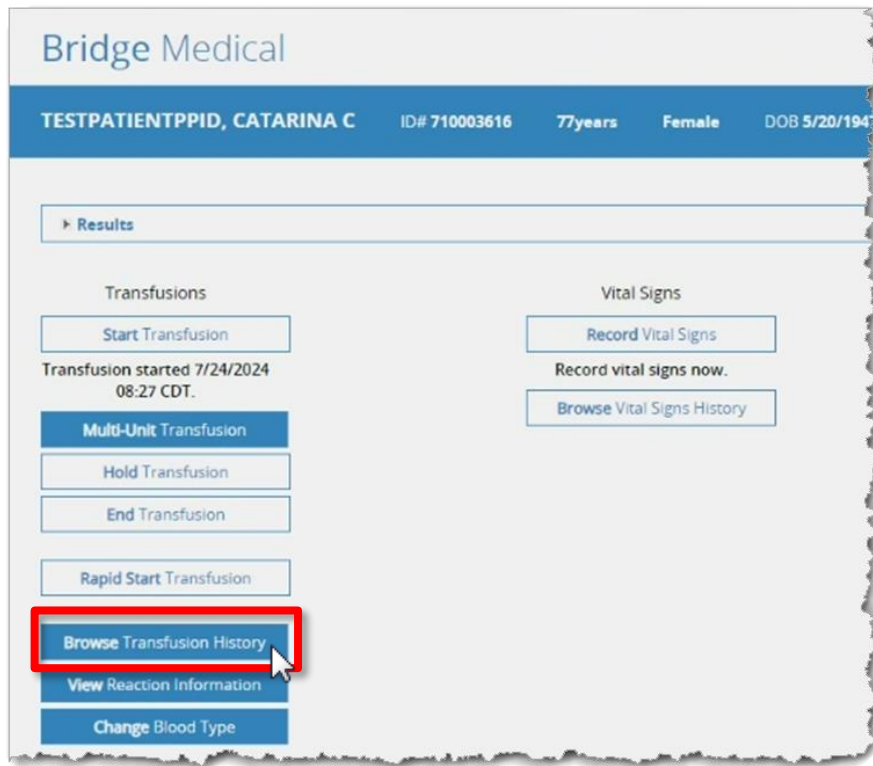 Bridge Medical
TESTPATIENTPPID, CATARINA C ID# 710003616 77years Female DOB 5/20/1947
Results
Transfusions
Start Transfusion
Transfusion started 7/24/2024
08:27 CDT.
Multi-Unit Transfusion
Hold Transfusion
End Transfusion
Rapid Start Transfusion
Browse Transfusion History
View Reaction Information
Change Blood Type
Vital Signs
Record Vital Signs
Record vital signs now.
Browse Vital Signs History